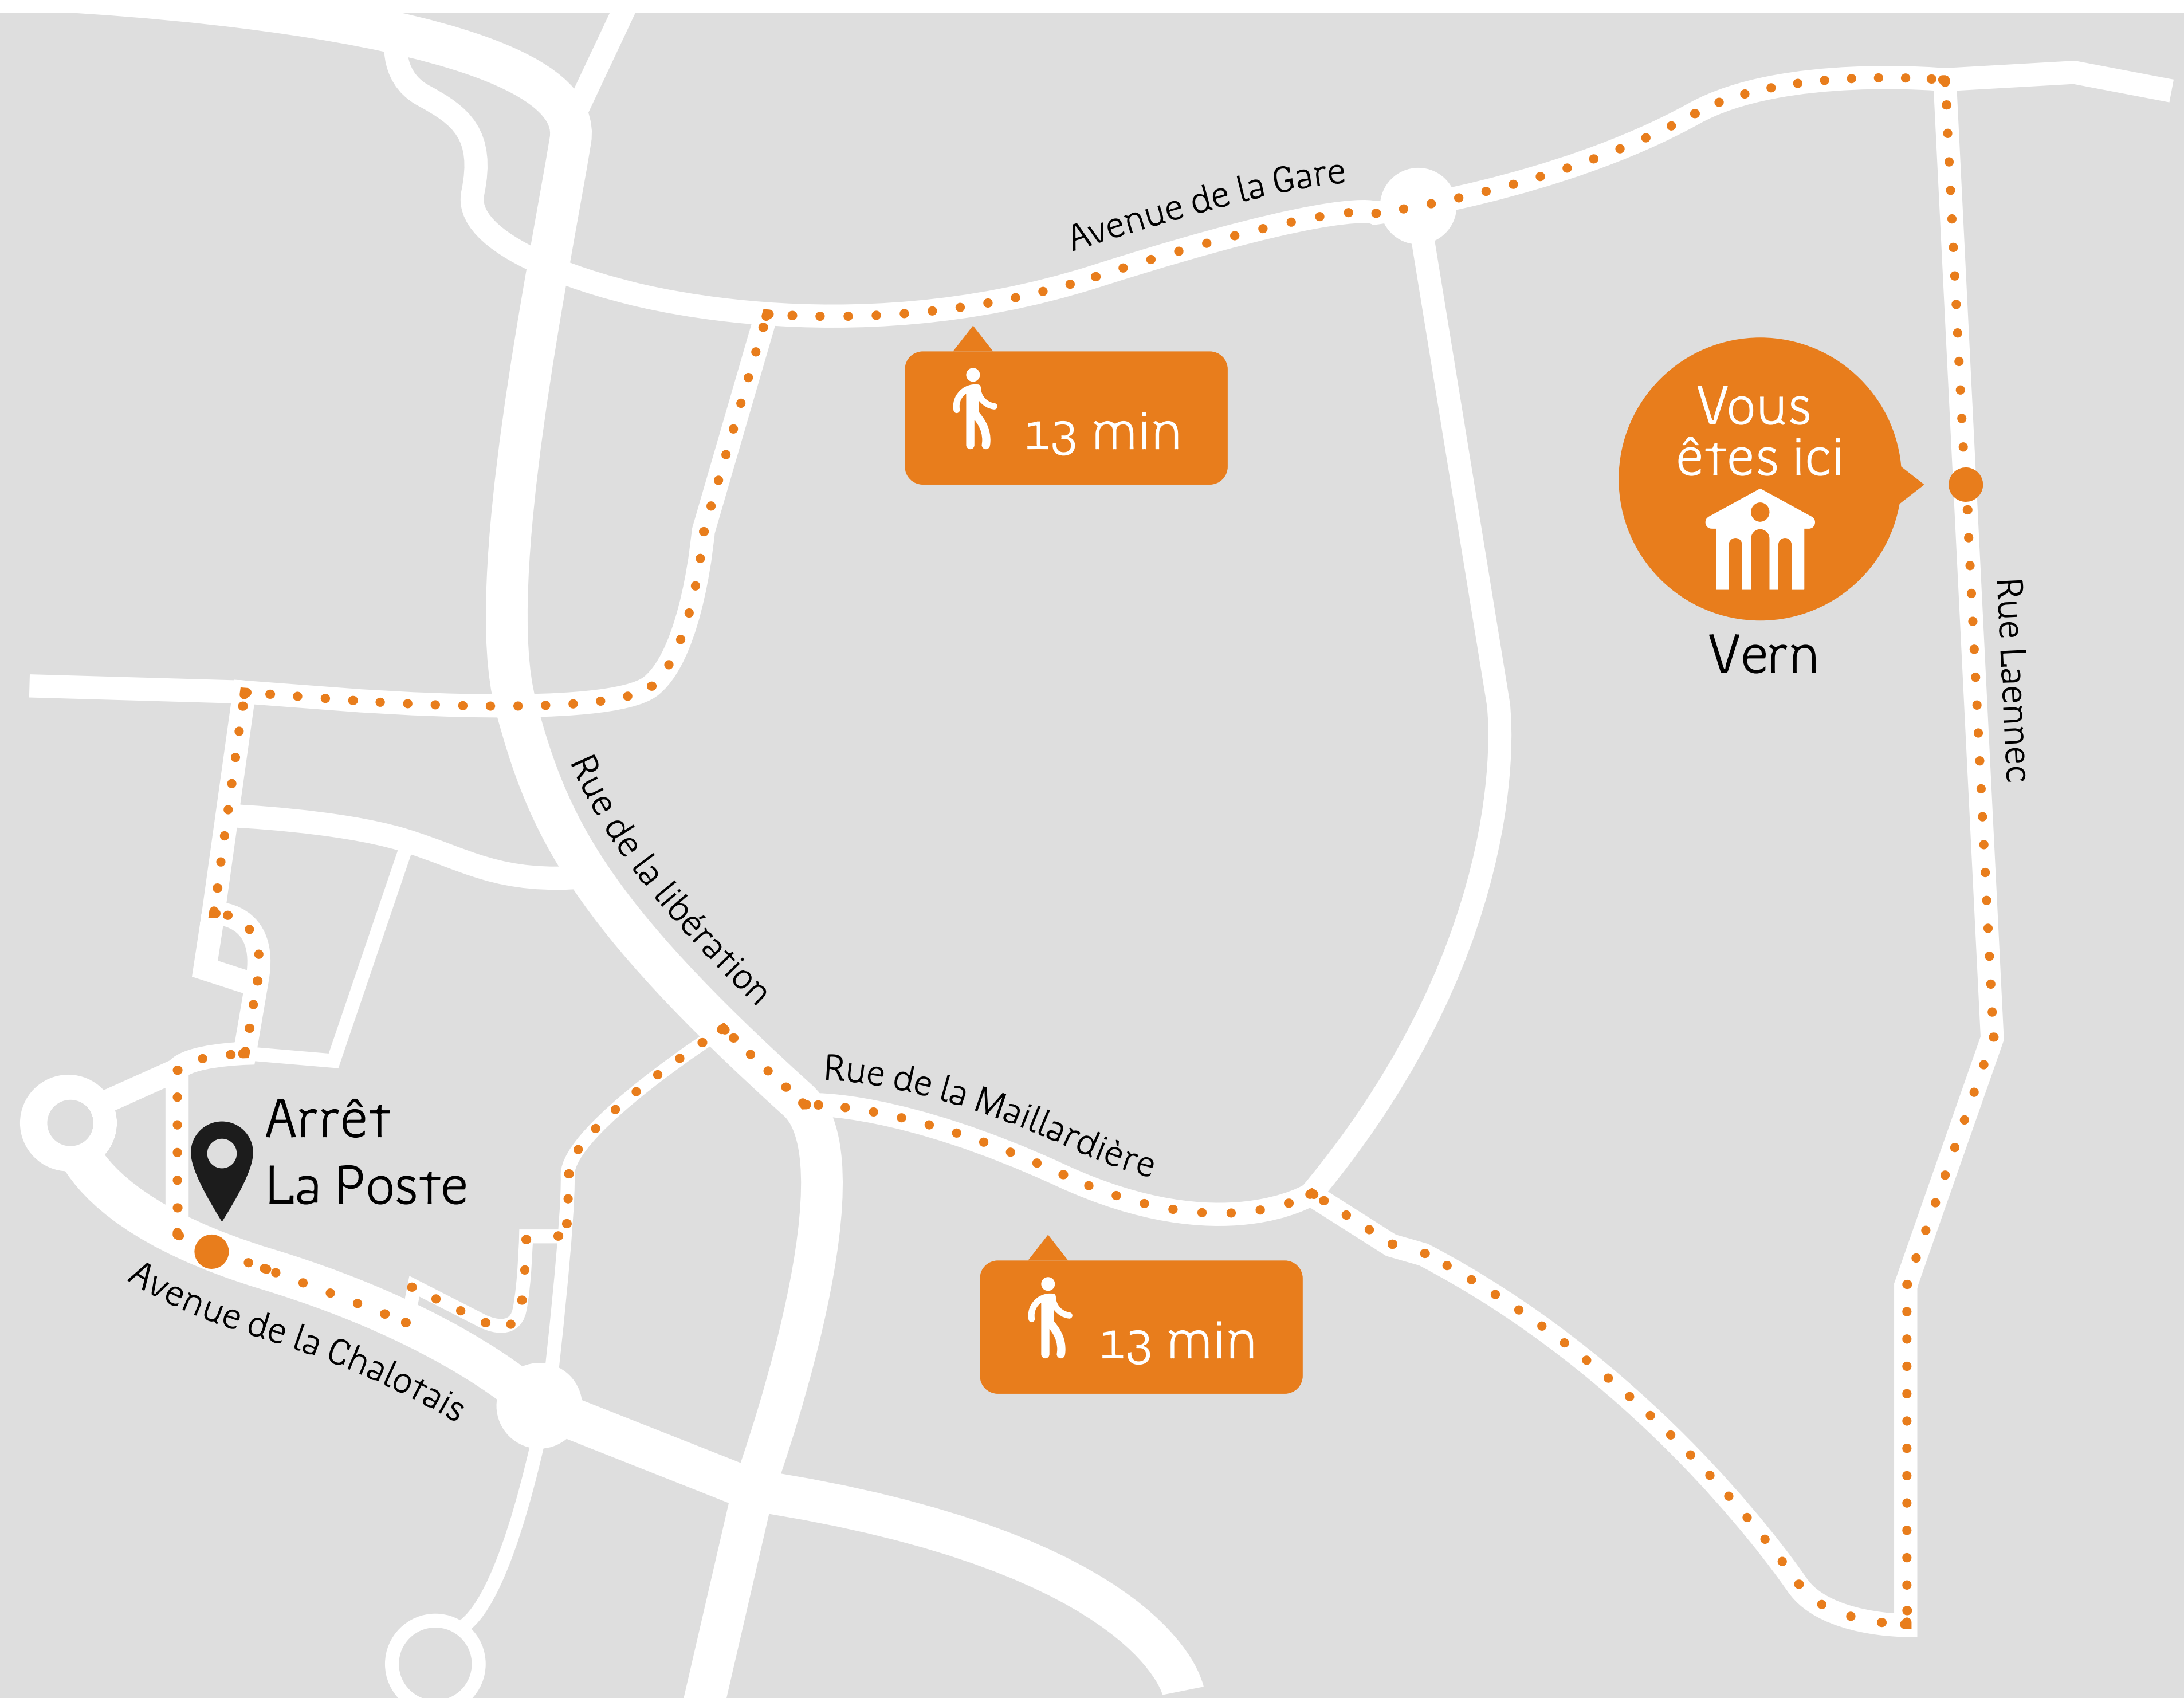 Avenue de la Gare
13 min
Vous
êtes ici
Vern
Rue Laennec
Rue de la libération
Rue de la Maillardière
Arrêt
La Poste
13 min
Avenue de la Chalotais